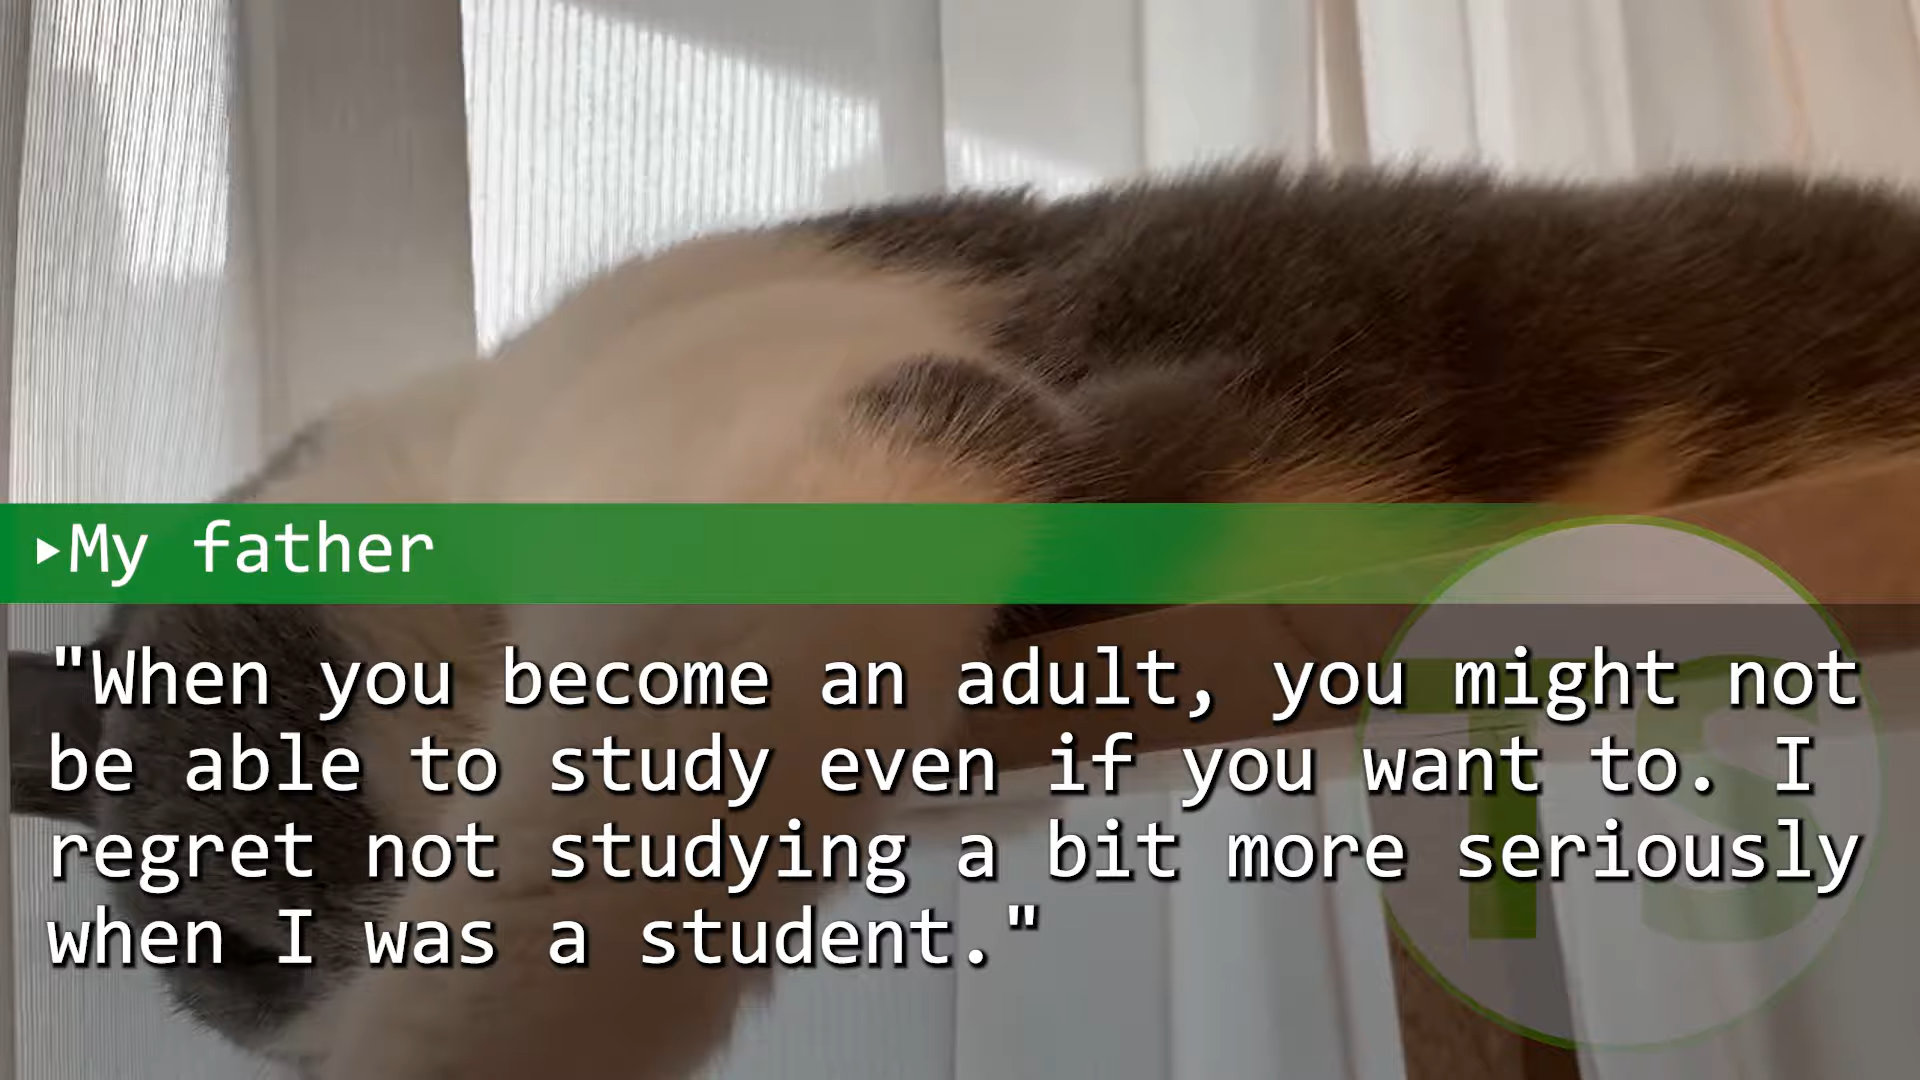 ▶My father
"When you become an adult, you might not
be able to study even if you want to. I
regret not studying a bit more seriously
when I was a student."
TS